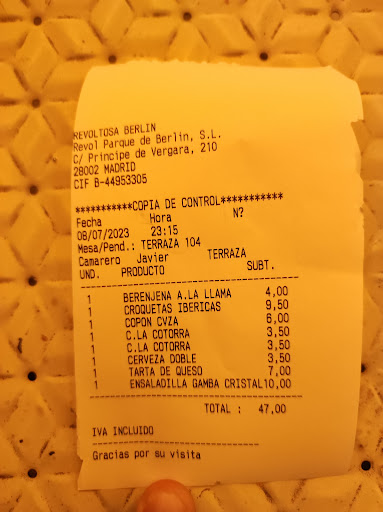 REVOLTOSA BERLIN
Revol Parque de Berlin, S.L.
C/ Principe de Vergara, 210
28002 MADRID
CIF B-44953305
***********COPIA DE CONTROL***********
Fecha Hora N?
08/07/2023 23:15
Mesa/Pend.: TERRAZA 104
Camarero Javier TERRAZA
UND. PRODUCTO SUBT.
1 BERENJENA A.LA LLAMA 4,00
1 CROQUETAS IBERICAS 9,50
1 COPON CVZA 6,00
1 C.LA COTORRA 3,50
1 C.LA COTORRA 3,50
1 CERVEZA DOBLE 3,50
1 TARTA DE QUESO 7,00
1 ENSALADILLA GAMBA CRISTAL10,00
TOTAL : 47,00
IVA INCLUIDO
Gracias por su visita